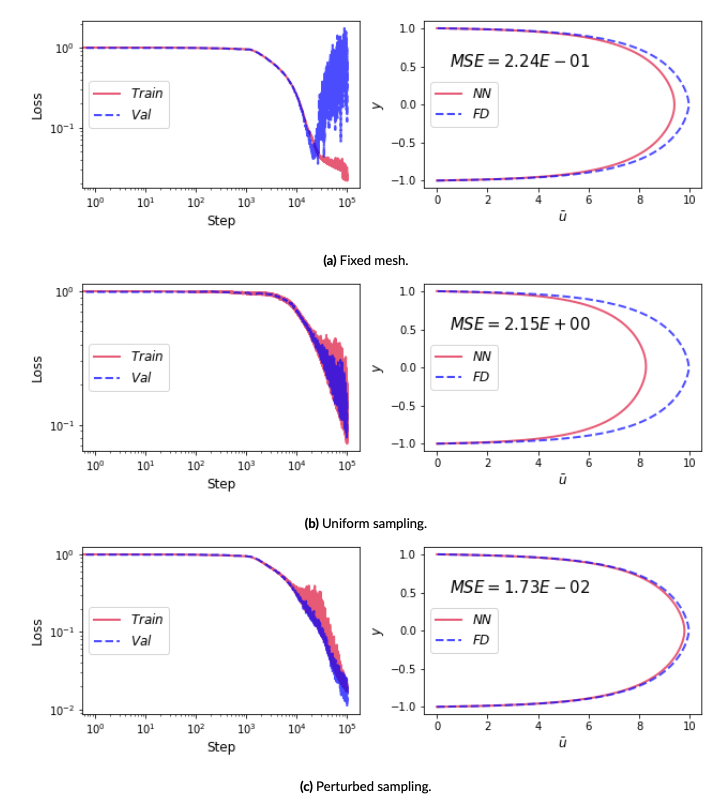 10⁰
10⁻¹
Loss
Train
Val
10⁰ 10¹ 10² 10³ 10⁴ 10⁵
Step
1.0
0.5
0.0
−0.5
−1.0
y
MSE = 2.24E − 01
NN
FD
0 2 4 6 8 10
ũ
(a) Fixed mesh.
10⁰
10⁻¹
Loss
Train
Val
10⁰ 10¹ 10² 10³ 10⁴ 10⁵
Step
1.0
0.5
0.0
−0.5
−1.0
y
MSE = 2.15E + 00
NN
FD
0 2 4 6 8 10
ũ
(b) Uniform sampling.
10⁰
10⁻¹
10⁻²
Loss
Train
Val
10⁰ 10¹ 10² 10³ 10⁴ 10⁵
Step
1.0
0.5
0.0
−0.5
−1.0
y
MSE = 1.73E − 02
NN
FD
0 2 4 6 8 10
ũ
(c) Perturbed sampling.